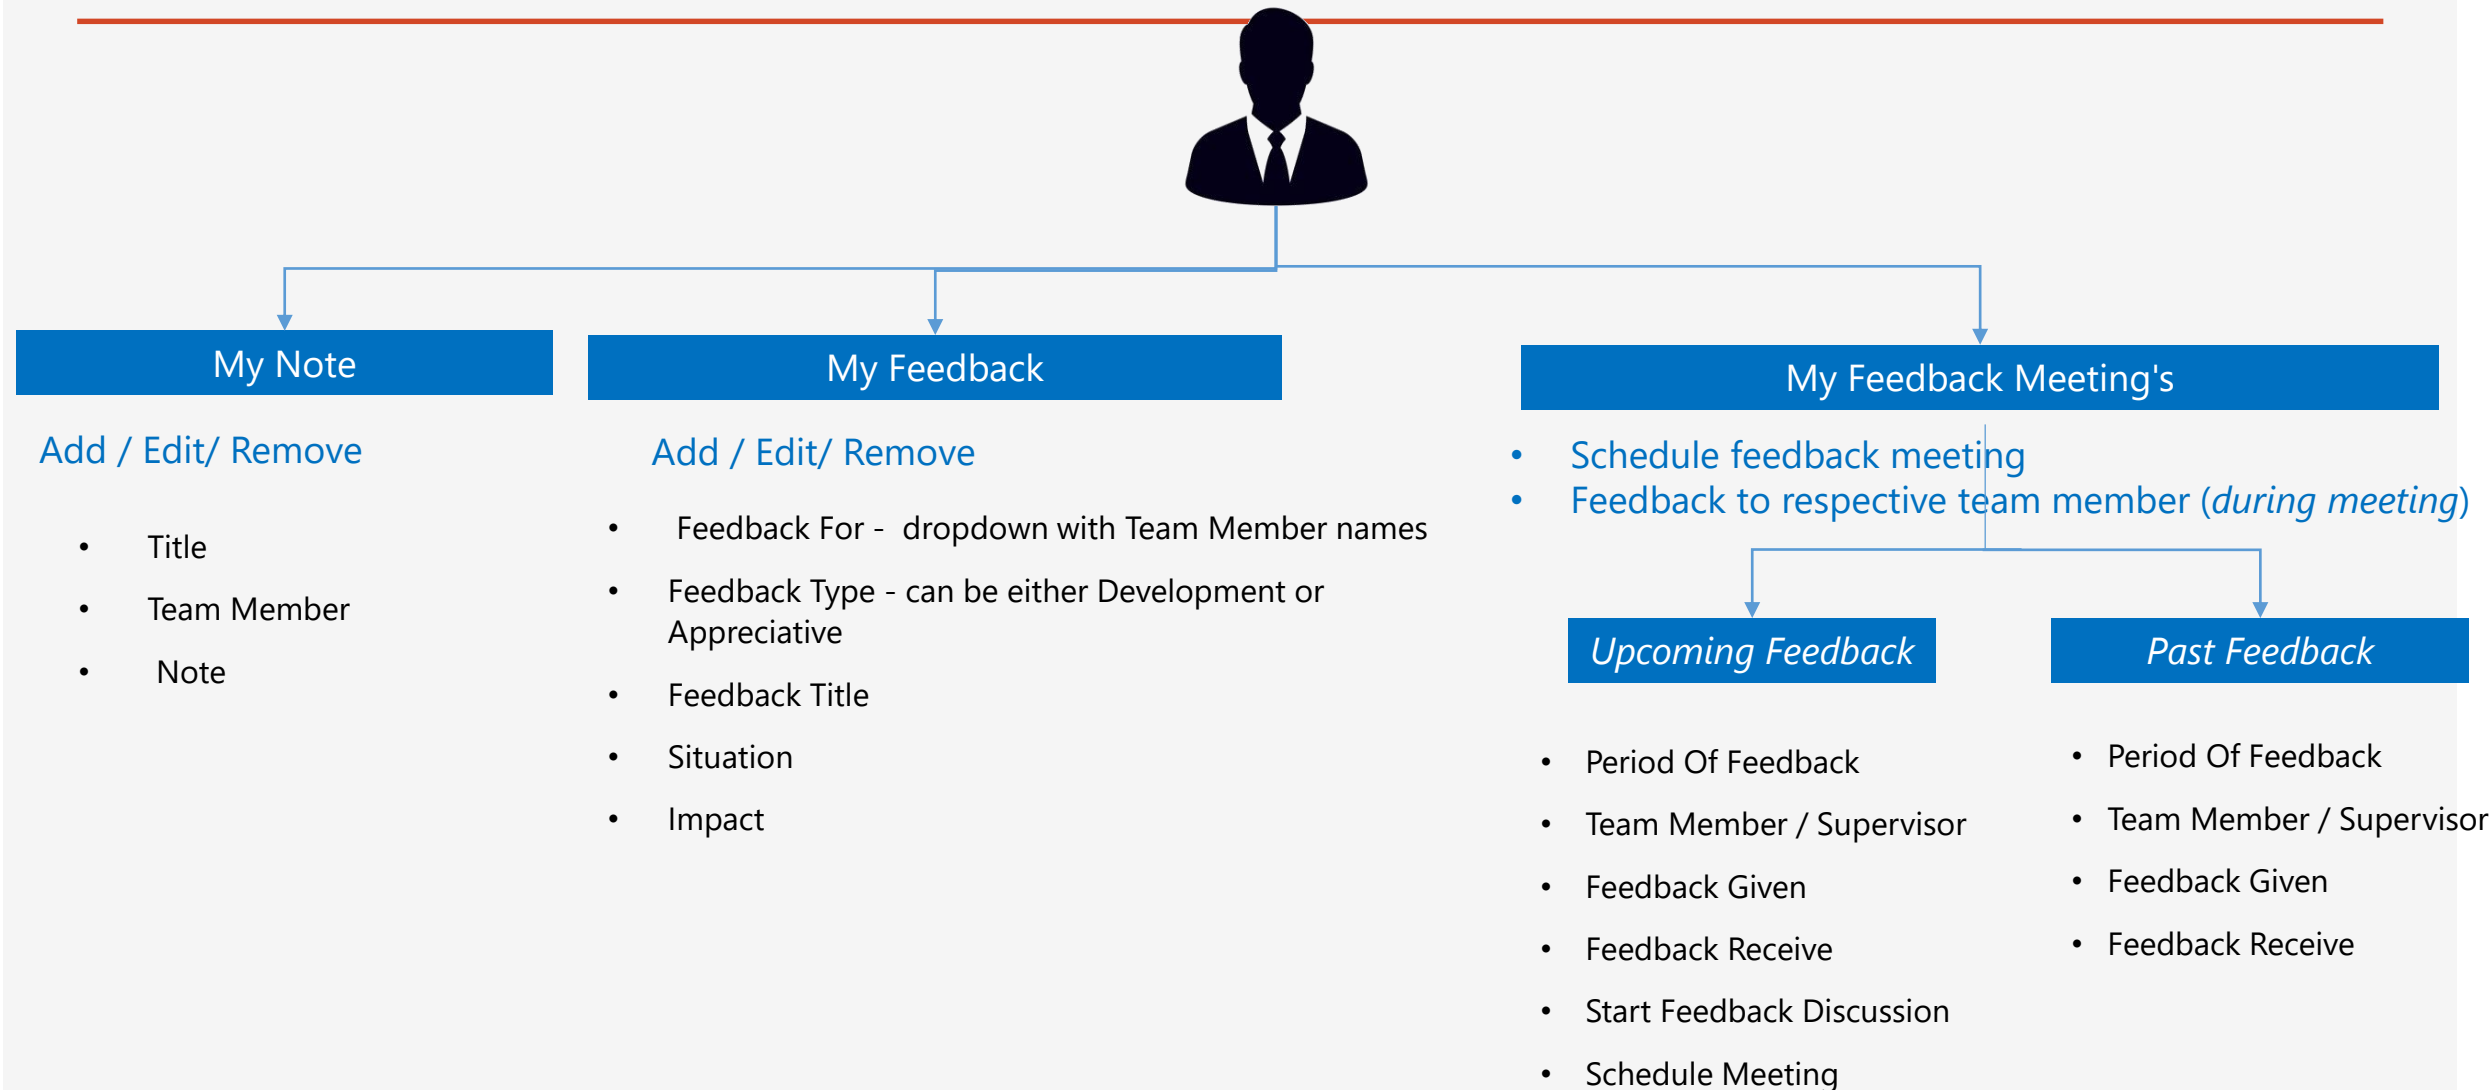 My Note
Add / Edit/ Remove
• Title
• Team Member
• Note
My Feedback
Add / Edit/ Remove
• Feedback For - dropdown with Team Member names
• Feedback Type - can be either Development or
Appreciative
• Feedback Title
• Situation
• Impact
My Feedback Meeting's
• Schedule feedback meeting
• Feedback to respective team member (during meeting)
Upcoming Feedback
• Period Of Feedback
• Team Member / Supervisor
• Feedback Given
• Feedback Receive
• Start Feedback Discussion
• Schedule Meeting
Past Feedback
• Period Of Feedback
• Team Member / Supervisor
• Feedback Given
• Feedback Receive